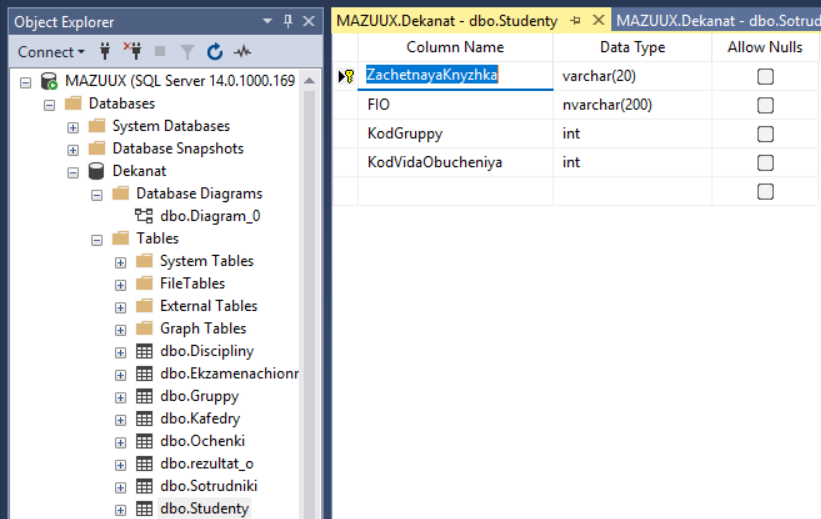 Object Explorer
Connect
MAZUUX (SQL Server 14.0.1000.169
Databases
System Databases
Database Snapshots
Dekanat
Database Diagrams
dbo.Diagram_0
Tables
System Tables
FileTables
External Tables
Graph Tables
dbo.Discipliny
dbo.Ekzamenachionn
dbo.Gruppy
dbo.Kafedry
dbo.Ochenki
dbo.rezultat_o
dbo.Sotrudniki
dbo.Studenty
MAZUUX.Dekanat - dbo.Studenty MAZUUX.Dekanat - dbo.Sotrud
Column Name Data Type Allow Nulls
ZachetnayaKnyzhka varchar(20)
FIO nvarchar(200)
KodGruppy int
KodVidaObucheniya int